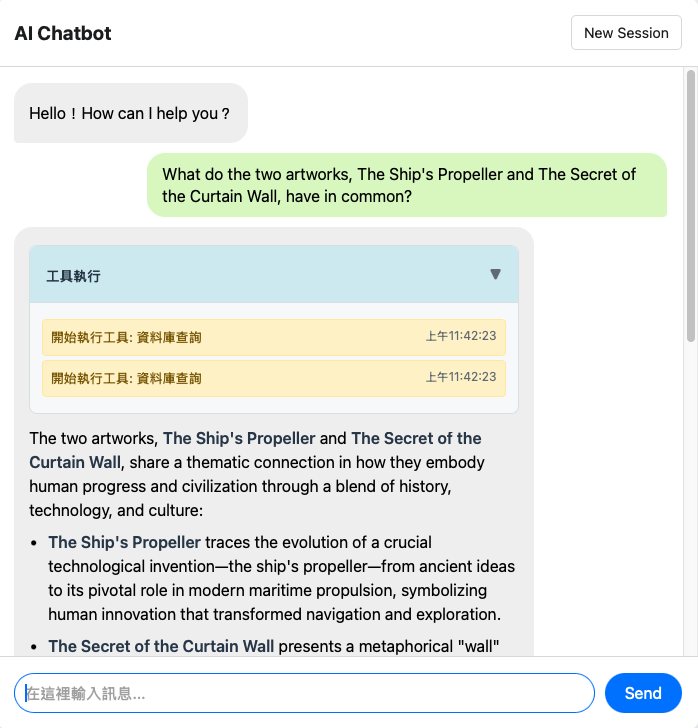 AI Chatbot
New Session
Hello！How can I help you？
What do the two artworks, The Ship's Propeller and The Secret of
the Curtain Wall, have in common?
工具執行
▼
開始執行工具: 資料庫查詢 上午11:42:23
開始執行工具: 資料庫查詢 上午11:42:23
The two artworks, The Ship's Propeller and The Secret of the
Curtain Wall, share a thematic connection in how they embody
human progress and civilization through a blend of history,
technology, and culture:
• The Ship's Propeller traces the evolution of a crucial
technological invention—the ship's propeller—from ancient ideas
to its pivotal role in modern maritime propulsion, symbolizing
human innovation that transformed navigation and exploration.
• The Secret of the Curtain Wall presents a metaphorical "wall"
在這裡輸入訊息...
Send